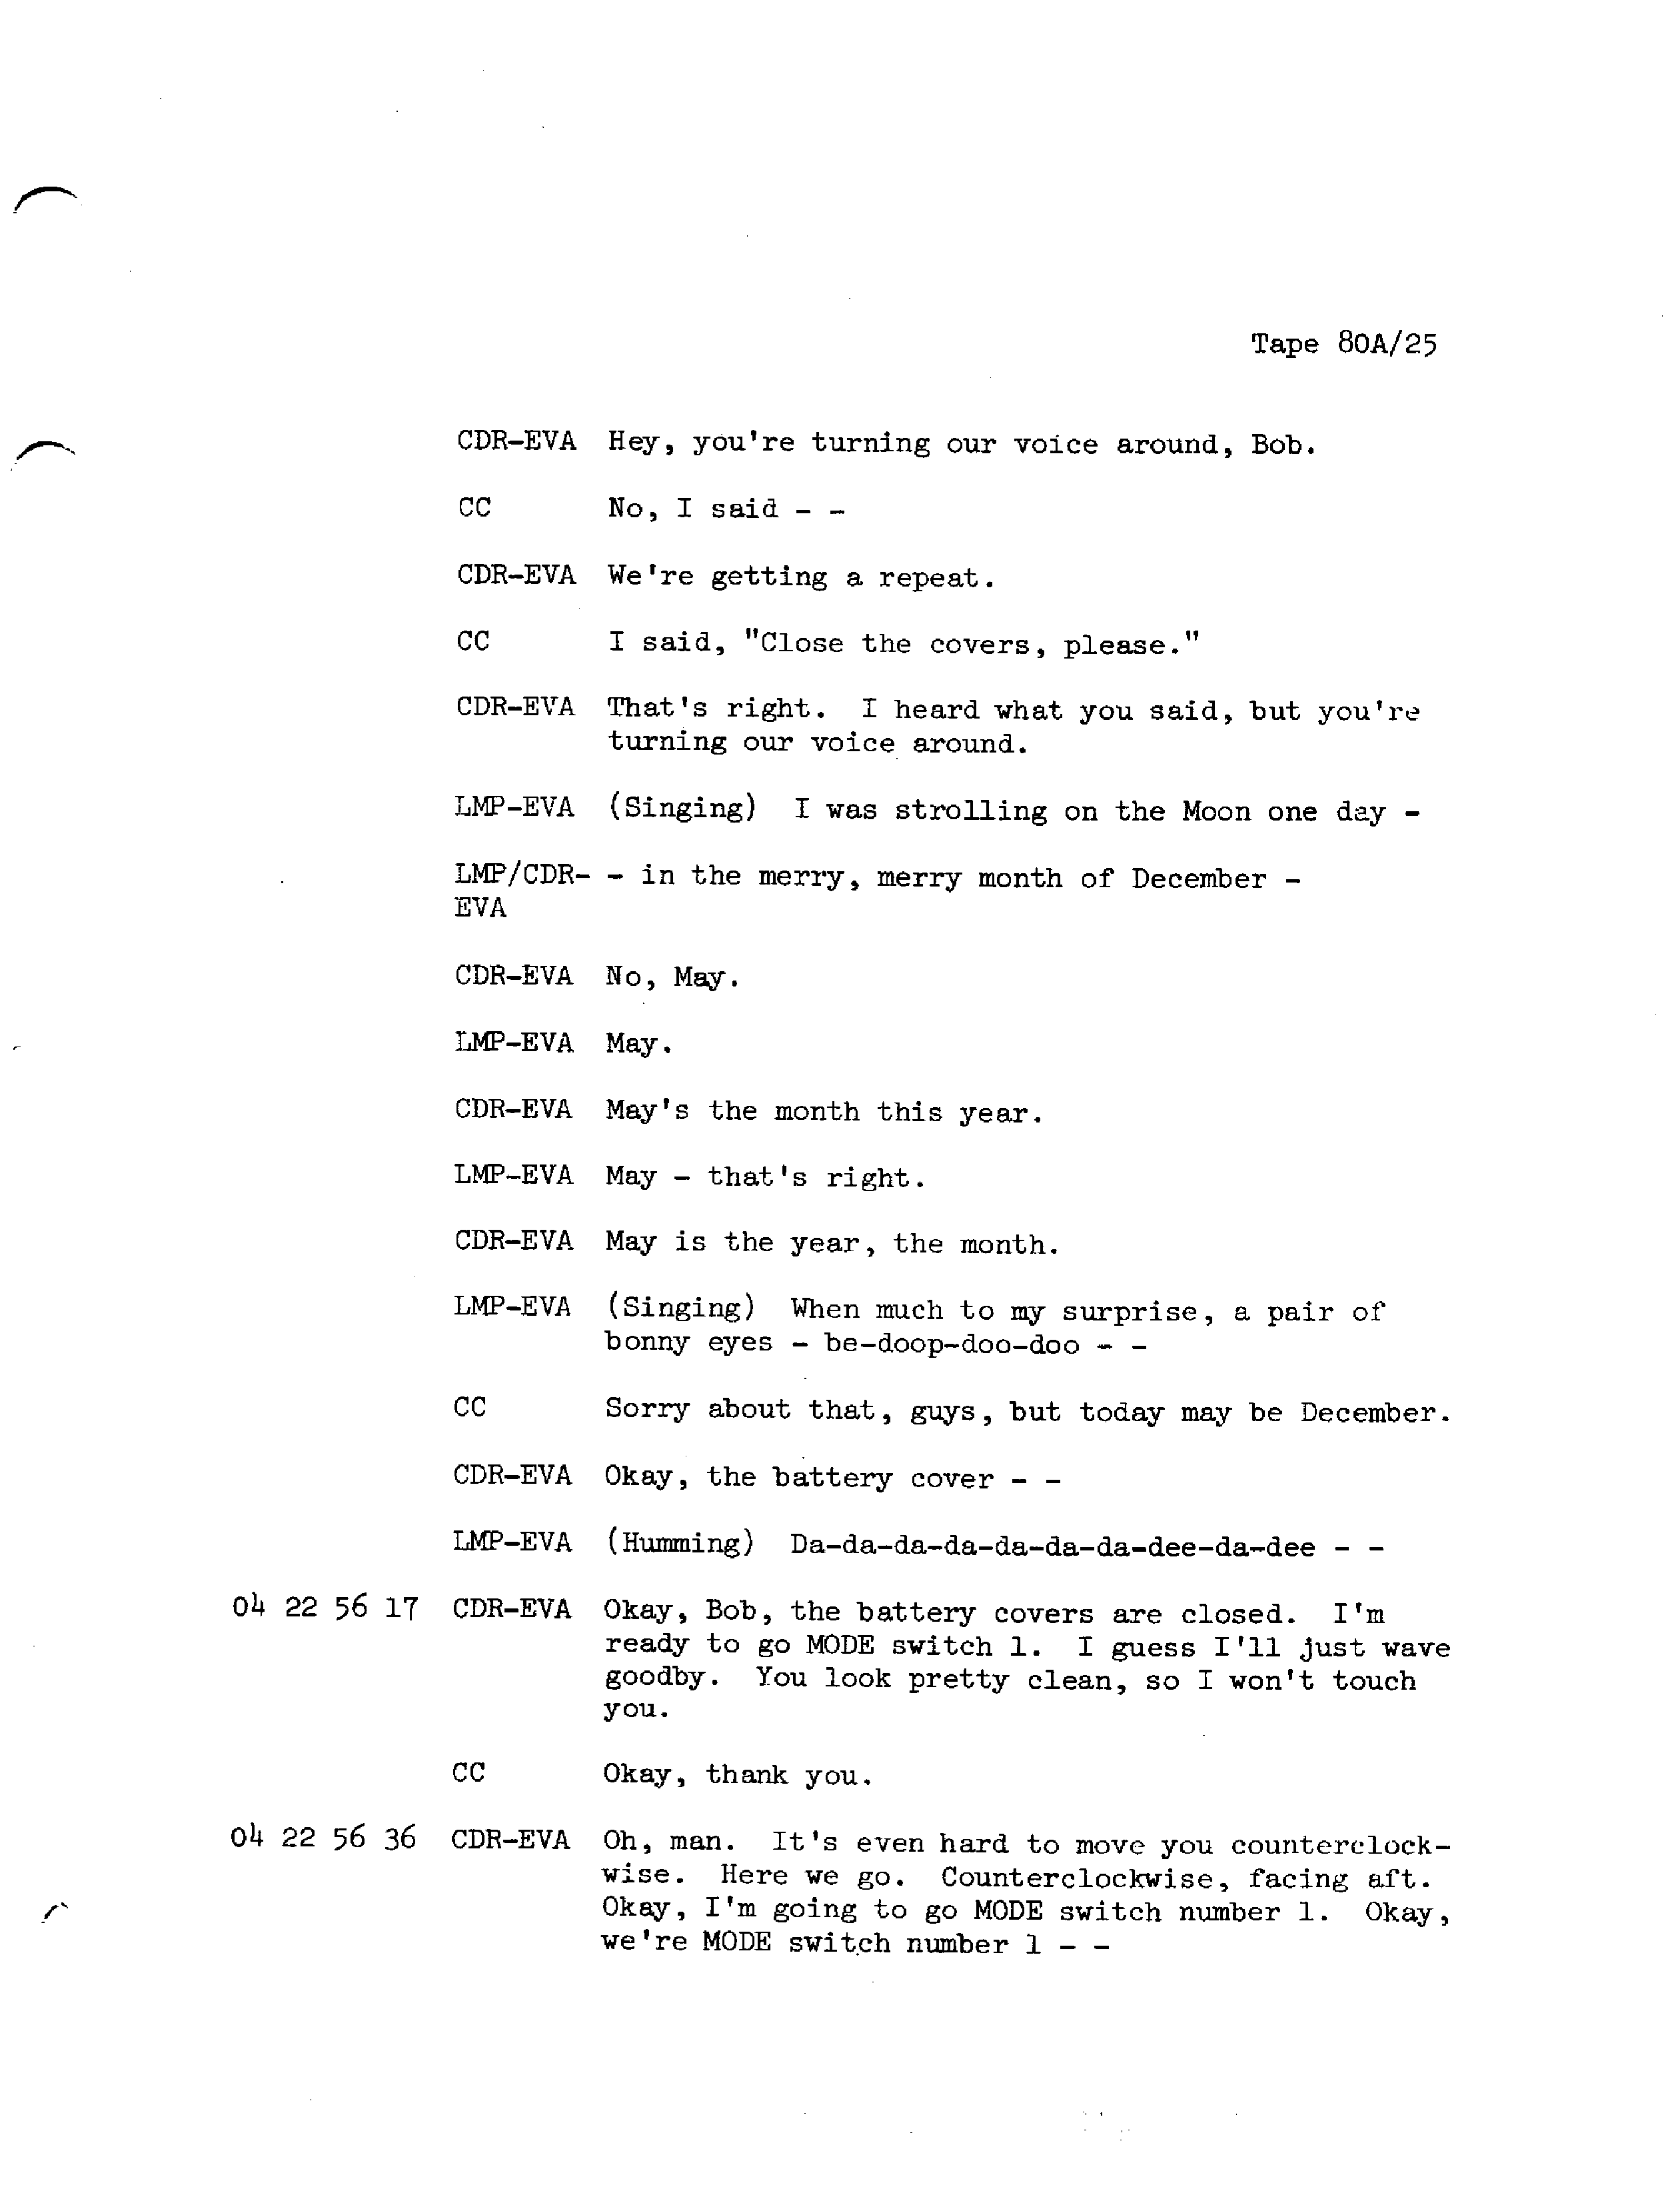 Tape 80A/25
CDR-EVA Hey, you're turning our voice around, Bob.
CC No, I said - -
CDR-EVA We're getting a repeat.
CC I said, "Close the covers, please."
CDR-EVA That's right. I heard what you said, but you're
turning our voice around.
LMP-EVA (Singing) I was strolling on the Moon one day -
LMP/CDR- - in the merry, merry month of December -
EVA
CDR-EVA No, May.
LMP-EVA May.
CDR-EVA May's the month this year.
LMP-EVA May - that's right.
CDR-EVA May is the year, the month.
LMP-EVA (Singing) When much to my surprise, a pair of
bonny eyes - be-doop-doo-doo - -
CC Sorry about that, guys, but today may be December.
CDR-EVA Okay, the battery cover - -
LMP-EVA (Humming) Da-da-da-da-da-da-da-dee-da-dee - -
04 22 56 17 CDR-EVA Okay, Bob, the battery covers are closed. I'm
ready to go MODE switch 1. I guess I'll just wave
goodby. You look pretty clean, so I won't touch
you.
CC Okay, thank you.
04 22 56 36 CDR-EVA Oh, man. It's even hard to move you counterclock-
wise. Here we go. Counterclockwise, facing aft.
Okay, I'm going to go MODE switch number 1. Okay,
we're MODE switch number 1 - -